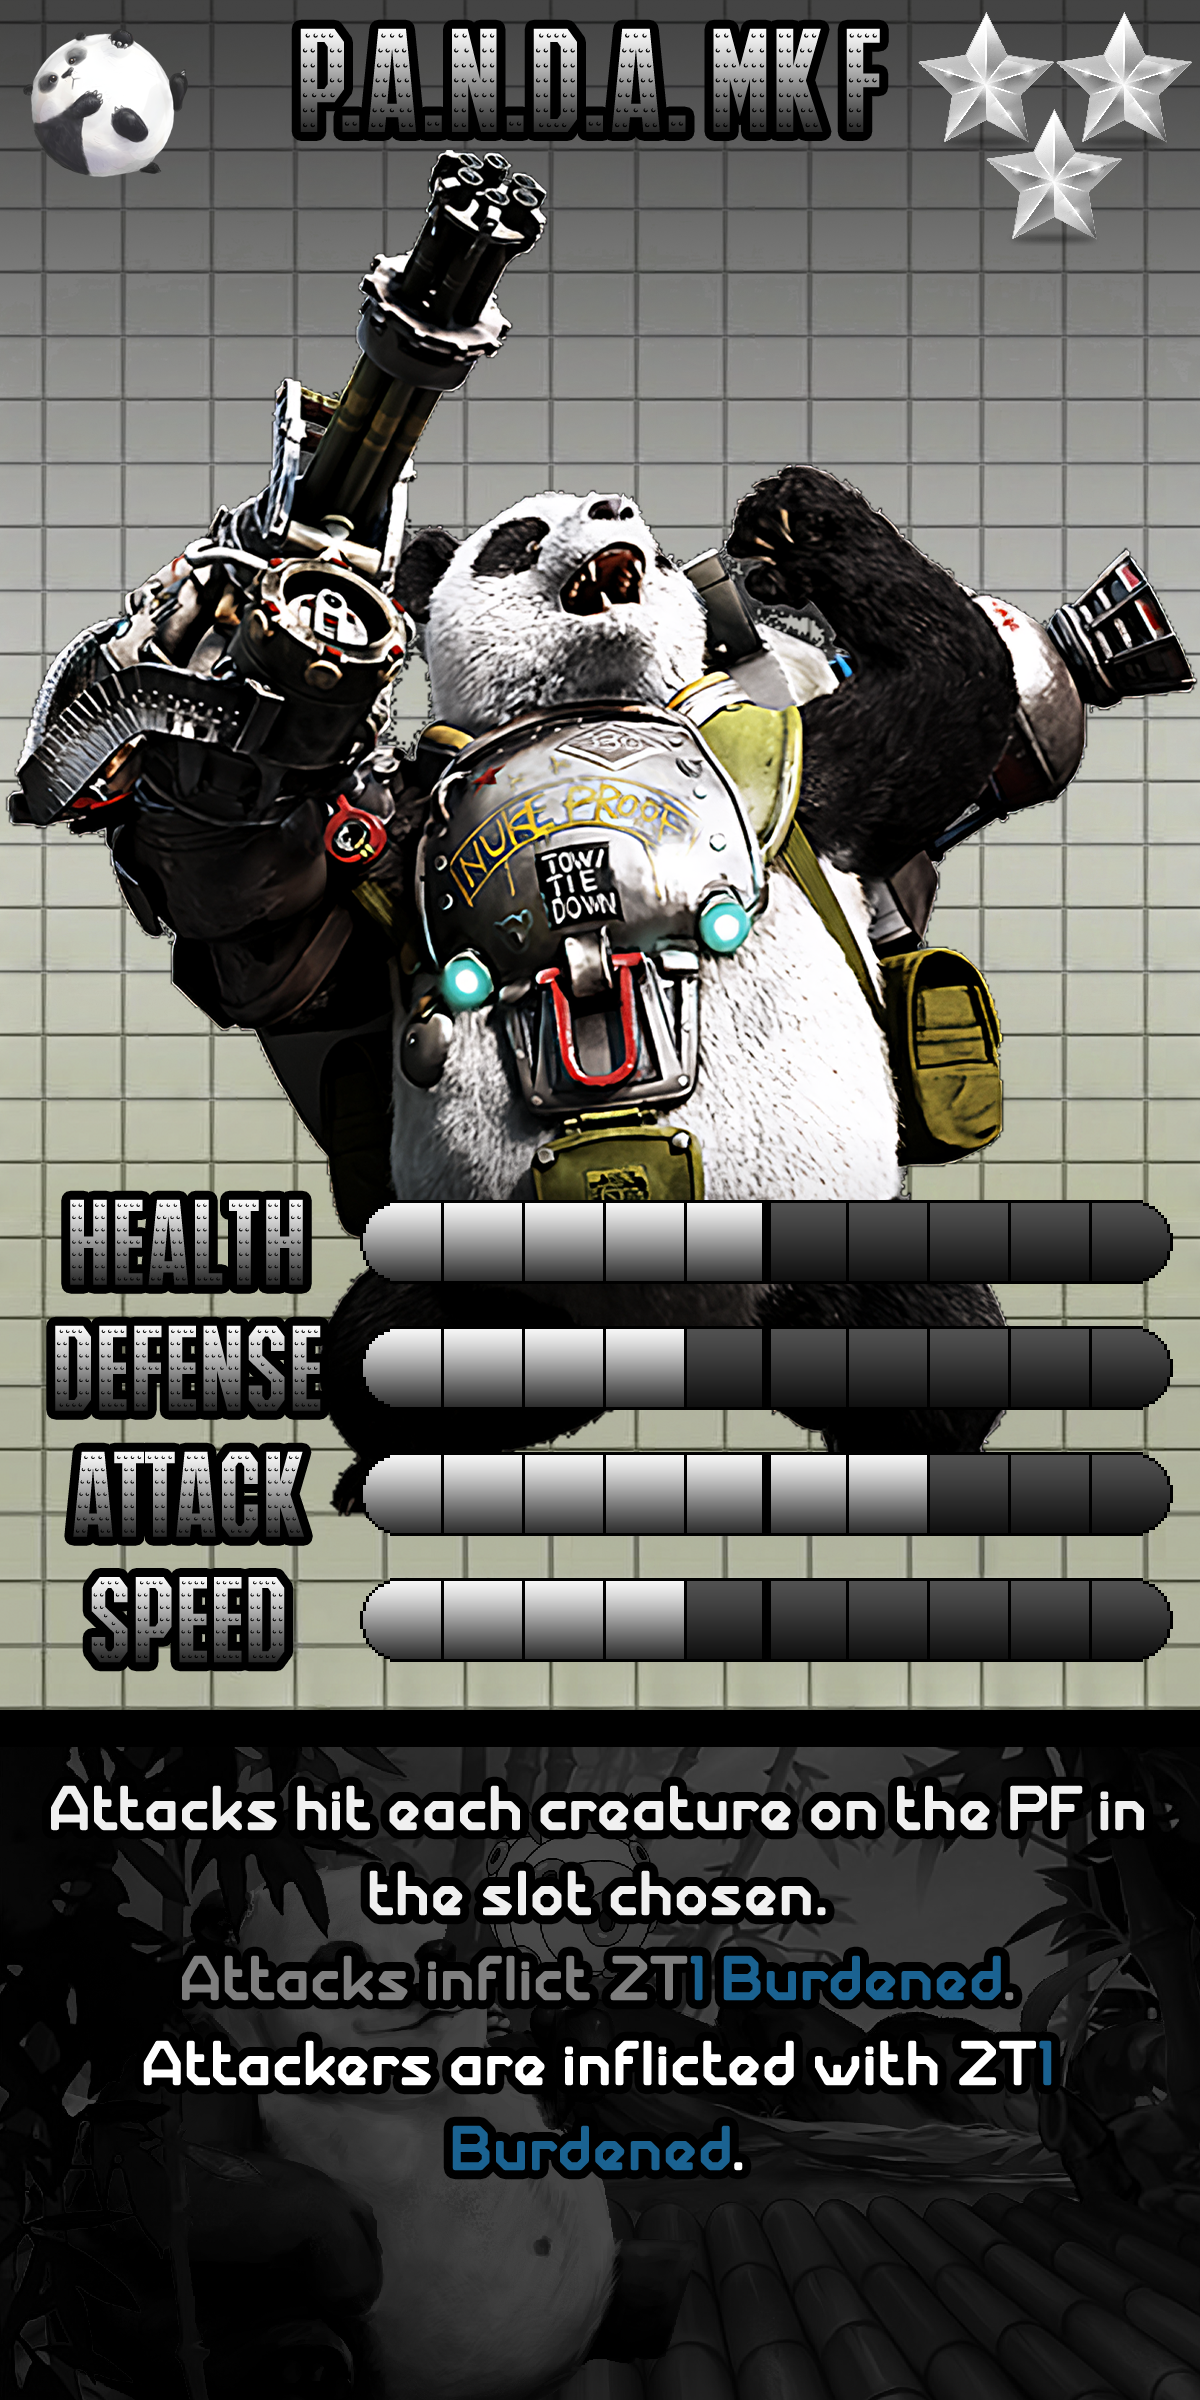 P.A.N.D.A. MK F
NUKE PROOF
TOW/
TIE
DOWN
HEALTH
DEFENSE
ATTACK
SPEED
Attacks hit each creature on the PF in
the slot chosen.
Attacks inflict 2T1 Burdened.
Attackers are inflicted with 2T1
Burdened.